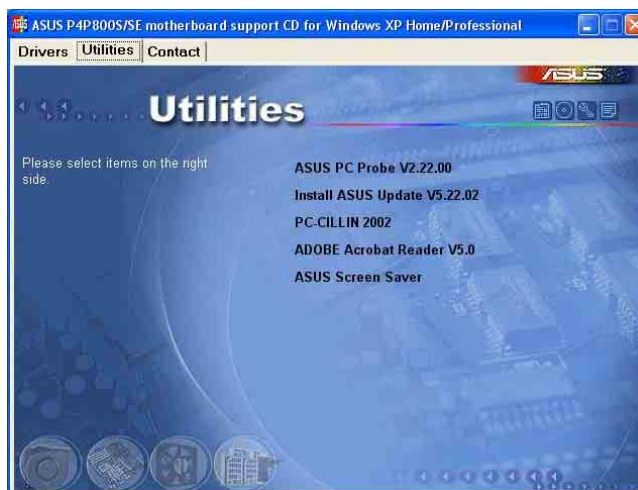 ASUS P4P800S/SE motherboard support CD for Windows XP Home/Professional
Drivers Utilities Contact
ASUS
Utilities
Please select items on the right
side.
ASUS PC Probe V2.22.00
Install ASUS Update V5.22.02
PC-CILLIN 2002
ADOBE Acrobat Reader V5.0
ASUS Screen Saver